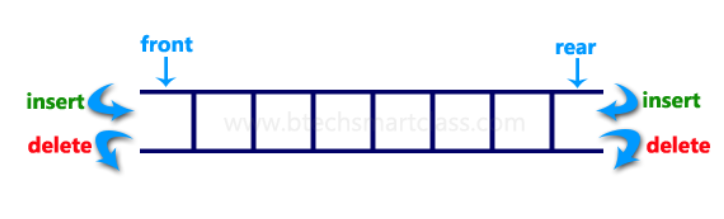 front
rear
insert
insert
www.btechsmartclass.com
delete
delete